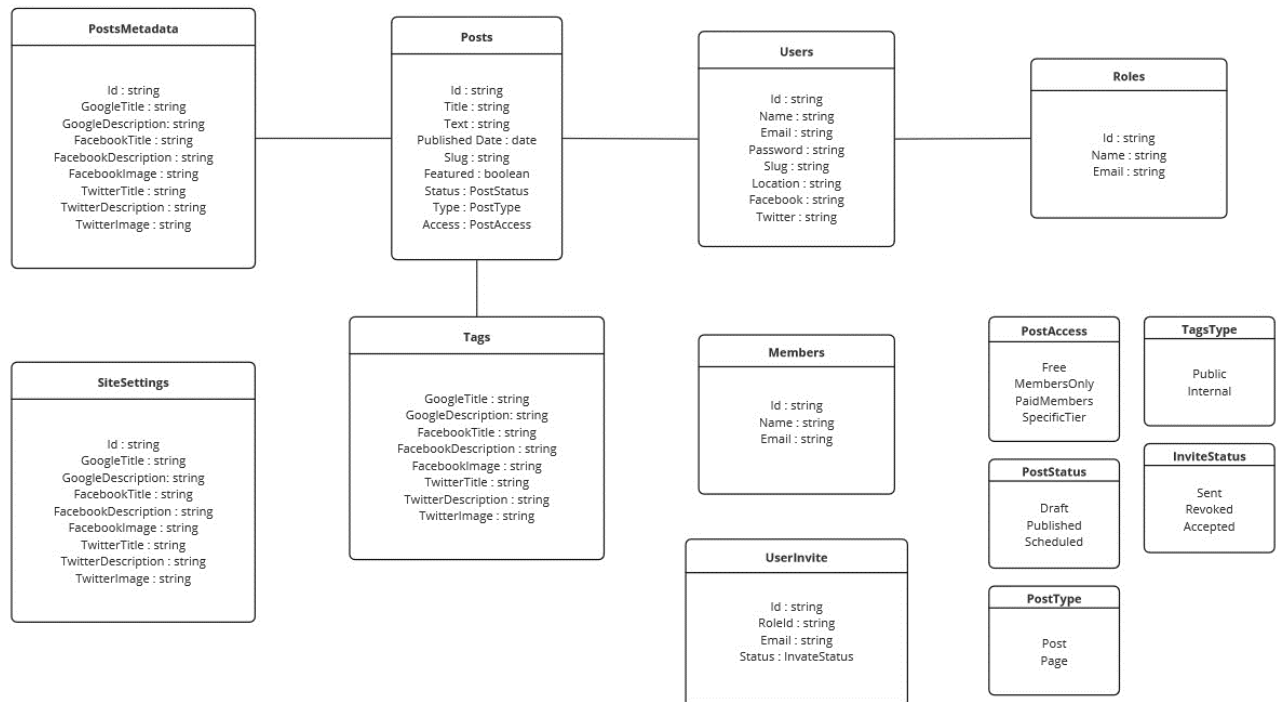 PostsMetadata
Id : string
GoogleTitle : string
GoogleDescription: string
FacebookTitle : string
FacebookDescription : string
FacebookImage : string
TwitterTitle : string
TwitterDescription : string
TwitterImage : string
Posts
Id : string
Title : string
Text : string
Published Date : date
Slug : string
Featured : boolean
Status : PostStatus
Type : PostType
Access : PostAccess
Users
Id : string
Name : string
Email : string
Password : string
Slug : string
Location : string
Facebook : string
Twitter : string
Roles
Id : string
Name : string
Email : string
SiteSettings
Id : string
GoogleTitle : string
GoogleDescription: string
FacebookTitle : string
FacebookDescription : string
FacebookImage : string
TwitterTitle : string
TwitterDescription : string
TwitterImage : string
Tags
GoogleTitle : string
GoogleDescription: string
FacebookTitle : string
FacebookDescription : string
FacebookImage : string
TwitterTitle : string
TwitterDescription : string
TwitterImage : string
Members
Id : string
Name : string
Email : string
UserInvite
Id : string
RoleId : string
Email : string
Status : InvateStatus
PostAccess
Free
MembersOnly
PaidMembers
SpecificTier
TagsType
Public
Internal
PostStatus
Draft
Published
Scheduled
InviteStatus
Sent
Revoked
Accepted
PostType
Post
Page